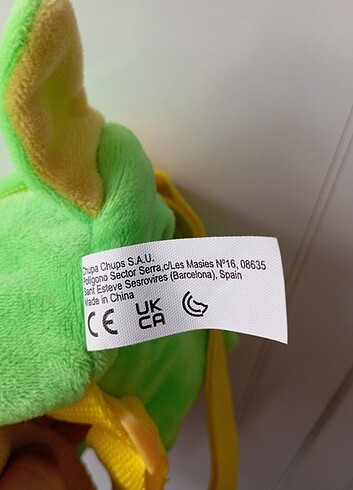 Chupa Chups S.A.U.
Polígono Sector Serra,c/Les Masies Nº16, 08635
Sant Esteve Sesrovires (Barcelona), Spain
Made in China
CE
UK
CA